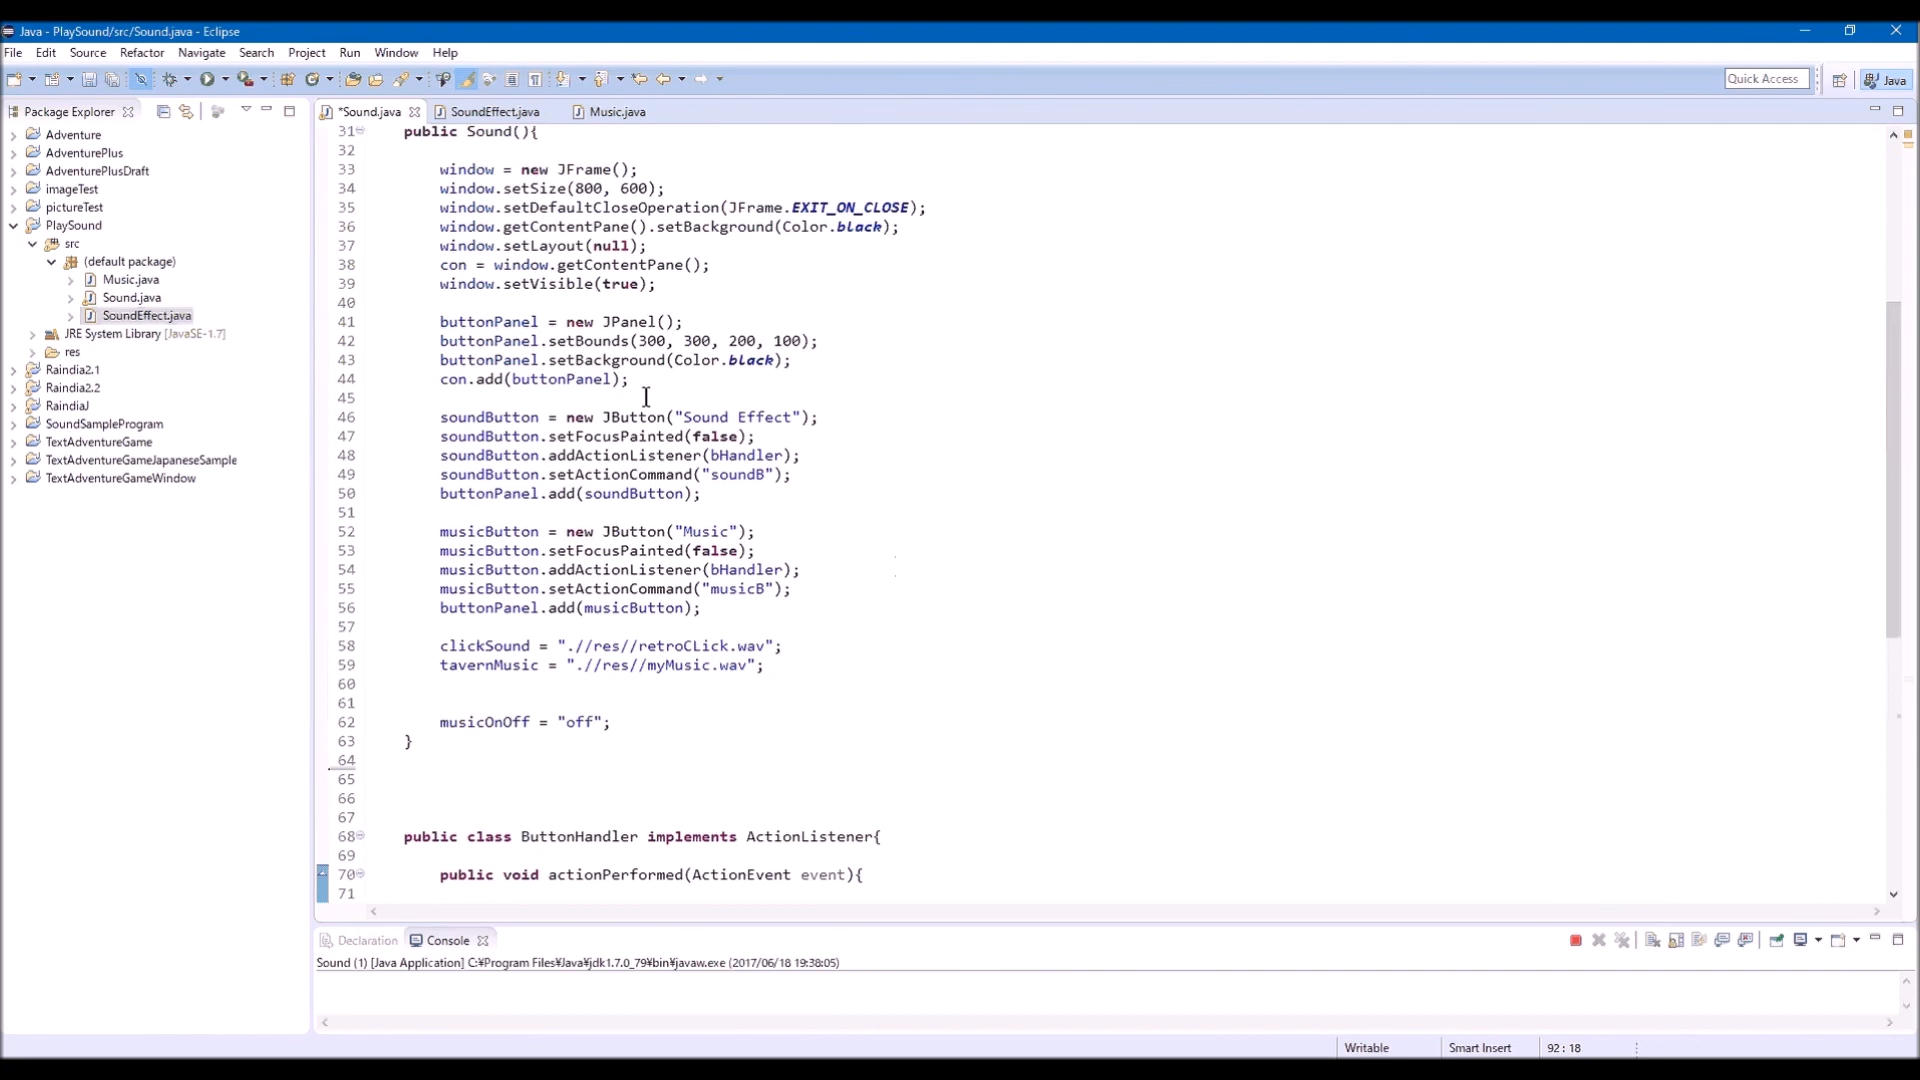 Java - PlaySound/src/Sound.java - Eclipse
File Edit Source Refactor Navigate Search Project Run Window Help
Quick Access
Java
Package Explorer
*Sound.java SoundEffect.java Music.java
Adventure
AdventurePlus
AdventurePlusDraft
imageTest
pictureTest
PlaySound
src
(default package)
Music.java
Sound.java
SoundEffect.java
JRE System Library [JavaSE-1.7]
res
Raindia2.1
Raindia2.2
RaindiaJ
SoundSampleProgram
TextAdventureGame
TextAdventureGameJapaneseSample
TextAdventureGameWindow
31 public Sound(){
32
33 window = new JFrame();
34 window.setSize(800, 600);
35 window.setDefaultCloseOperation(JFrame.EXIT_ON_CLOSE);
36 window.getContentPane().setBackground(Color.black);
37 window.setLayout(null);
38 con = window.getContentPane();
39 window.setVisible(true);
40
41 buttonPanel = new JPanel();
42 buttonPanel.setBounds(300, 300, 200, 100);
43 buttonPanel.setBackground(Color.black);
44 con.add(buttonPanel);
45
46 soundButton = new JButton("Sound Effect");
47 soundButton.setFocusPainted(false);
48 soundButton.addActionListener(bHandler);
49 soundButton.setActionCommand("soundB");
50 buttonPanel.add(soundButton);
51
52 musicButton = new JButton("Music");
53 musicButton.setFocusPainted(false);
54 musicButton.addActionListener(bHandler);
55 musicButton.setActionCommand("musicB");
56 buttonPanel.add(musicButton);
57
58 clickSound = ".//res//retroCLick.wav";
59 tavernMusic = ".//res//myMusic.wav";
60
61
62 musicOnOff = "off";
63 }
64
65
66
67
68 public class ButtonHandler implements ActionListener{
69
70 public void actionPerformed(ActionEvent event){
71
Declaration Console
Sound (1) [Java Application] C:¥Program Files¥Java¥jdk1.7.0_79¥bin¥javaw.exe (2017/06/18 19:38:05)
Writable Smart Insert 92 : 18